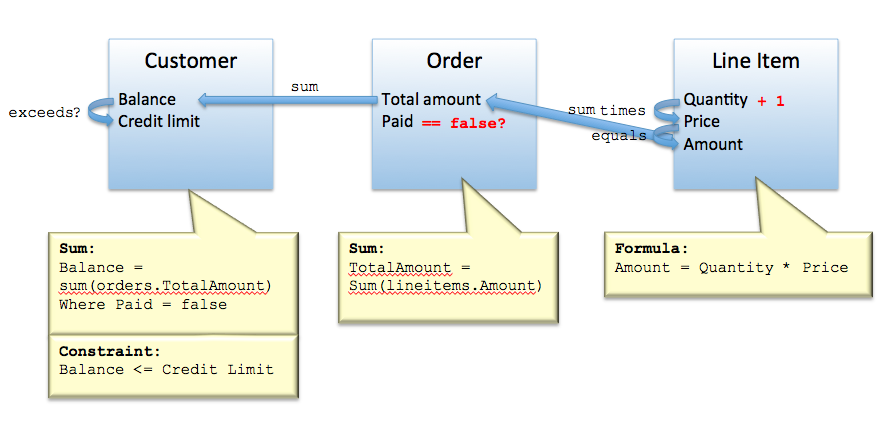 Customer
Balance
Credit limit
exceeds?
sum
Order
Total amount
Paid == false?
sum times
equals
Line Item
Quantity + 1
Price
Amount
Sum:
Balance =
sum(orders.TotalAmount)
Where Paid = false
Constraint:
Balance <= Credit Limit
Sum:
TotalAmount =
Sum(lineitems.Amount)
Formula:
Amount = Quantity * Price